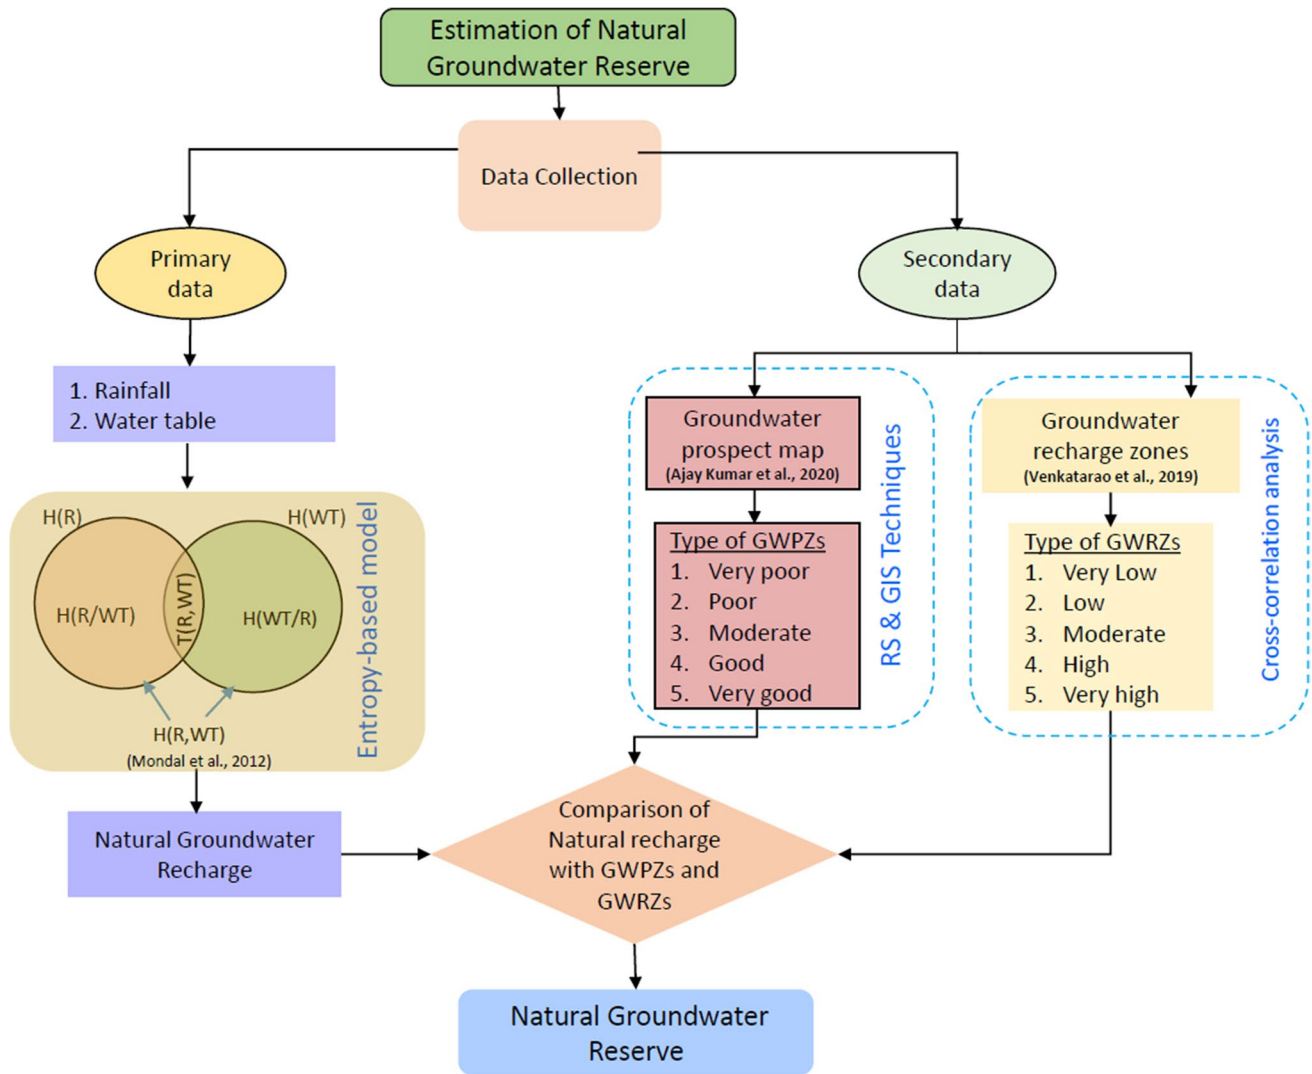 Estimation of Natural
Groundwater Reserve
Data Collection
Primary
data
Secondary
data
1. Rainfall
2. Water table
H(R)
H(WT)
H(R/WT)
T(R,WT)
H(WT/R)
H(R,WT)
(Mondal et al., 2012)
Entropy-based model
Groundwater
prospect map
(Ajay Kumar et al., 2020)
Type of GWPZs
1. Very poor
2. Poor
3. Moderate
4. Good
5. Very good
RS & GIS Techniques
Groundwater
recharge zones
(Venkatarao et al., 2019)
Type of GWRZs
1. Very Low
2. Low
3. Moderate
4. High
5. Very high
Cross-correlation analysis
Natural Groundwater
Recharge
Comparison of
Natural recharge
with GWPZs and
GWRZs
Natural Groundwater
Reserve